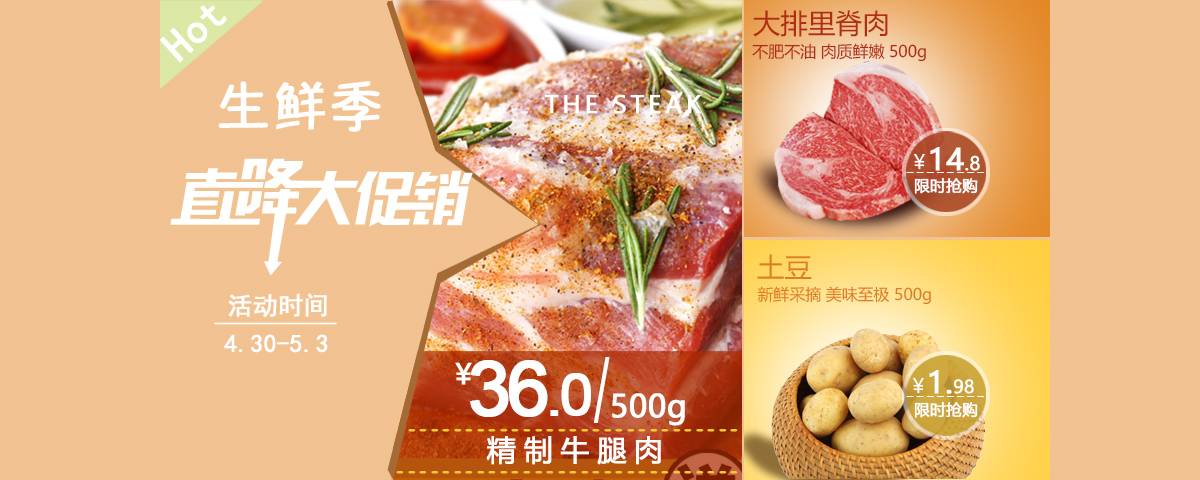 Hot
生鲜季
直降大促销
活动时间
4.30-5.3
THE STEAK
¥36.0/500g
精制牛腿肉
大排里脊肉
不肥不油 肉质鲜嫩 500g
¥14.8
限时抢购
土豆
新鲜采摘 美味至极 500g
¥1.98
限时抢购